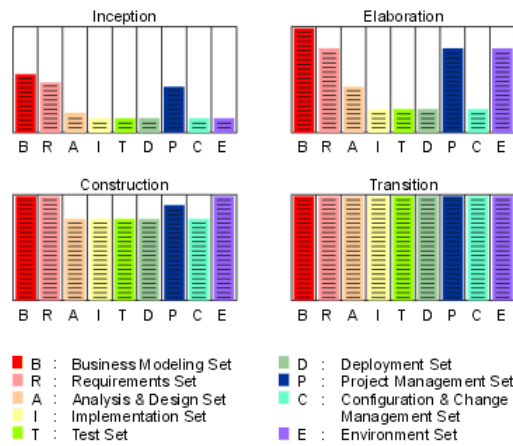 Inception
Elaboration
B R A I T D P C E
B R A I T D P C E
Construction
Transition
B R A I T D P C E
B R A I T D P C E
B : Business Modeling Set
R : Requirements Set
A : Analysis & Design Set
I : Implementation Set
T : Test Set
D : Deployment Set
P : Project Management Set
C : Configuration & Change
Management Set
E : Environment Set